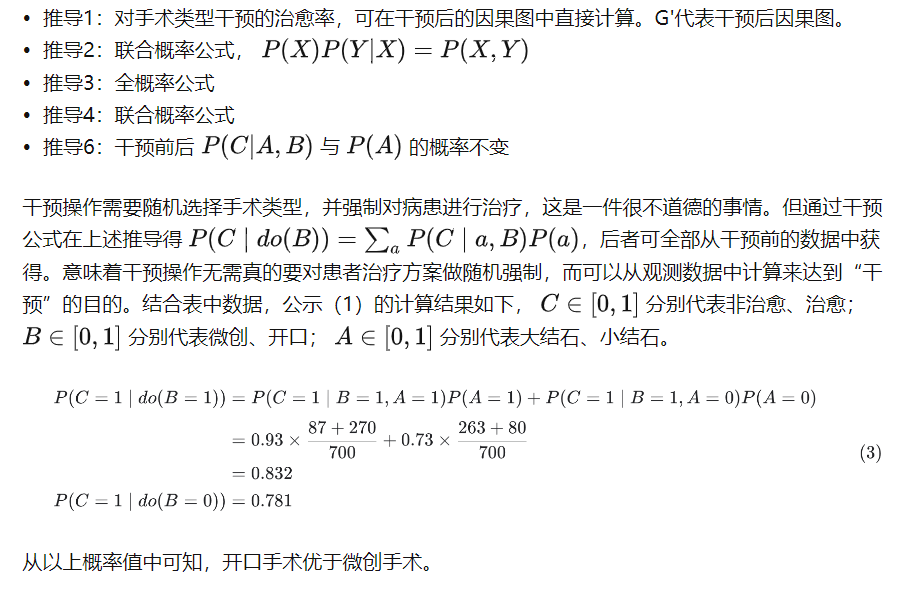 • 推导1：对手术类型干预的治愈率，可在干预后的因果图中直接计算。G'代表干预后因果图。
• 推导2：联合概率公式， P(X)P(Y|X) = P(X, Y)
• 推导3：全概率公式
• 推导4：联合概率公式
• 推导6：干预前后 P(C|A, B) 与 P(A) 的概率不变
干预操作需要随机选择手术类型，并强制对病患进行治疗，这是一件很不道德的事情。但通过干预
公式在上述推导得 P(C | do(B)) = ∑ₐ P(C | a, B)P(a)，后者可全部从干预前的数据中获
得。意味着干预操作无需真的要对患者治疗方案做随机强制，而可以从观测数据中计算来达到“干
预”的目的。结合表中数据，公示（1）的计算结果如下， C ∈ [0, 1] 分别代表非治愈、治愈；
B ∈ [0, 1] 分别代表微创、开口； A ∈ [0, 1] 分别代表大结石、小结石。
P(C = 1 | do(B = 1)) = P(C = 1 | B = 1, A = 1)P(A = 1) + P(C = 1 | B = 1, A = 0)P(A = 0)
= 0.93 × (87 + 270)/700 + 0.73 × (263 + 80)/700
= 0.832
P(C = 1 | do(B = 0)) = 0.781
(3)
从以上概率值中可知，开口手术优于微创手术。